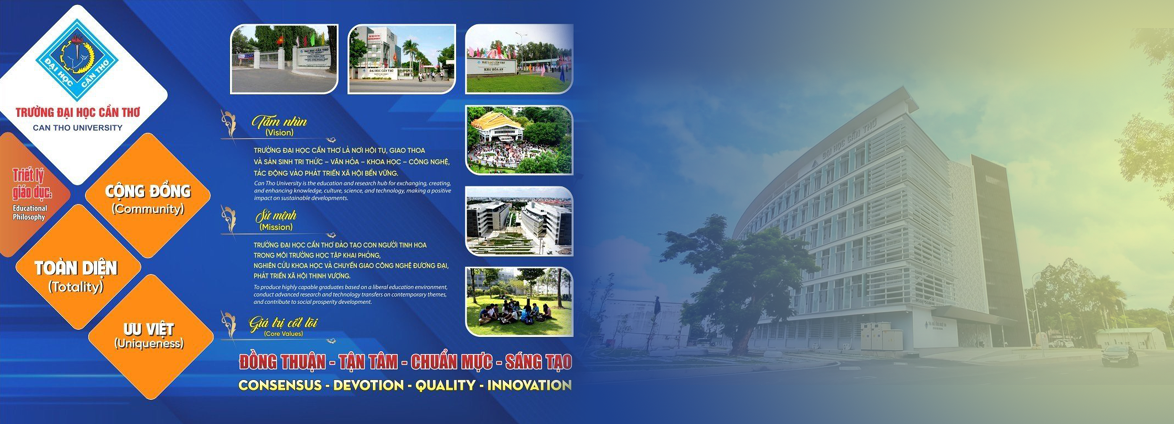 ĐẠI HỌC CẦN THƠ
TRƯỜNG ĐẠI HỌC CẦN THƠ
CAN THO UNIVERSITY
Triết lý
giáo dục:
Educational
Philosophy
CỘNG ĐỒNG
(Community)
TOÀN DIỆN
(Totality)
ƯU VIỆT
(Uniqueness)
Tầm nhìn
(Vision)
TRƯỜNG ĐẠI HỌC CẦN THƠ LÀ NƠI HỘI TỤ, GIAO THOA
VÀ SẢN SINH TRI THỨC – VĂN HÓA – KHOA HỌC – CÔNG NGHỆ,
TÁC ĐỘNG VÀO PHÁT TRIỂN XÃ HỘI BỀN VỮNG.
Can Tho University is the education and research hub for exchanging, creating,
and enhancing knowledge, culture, science, and technology, making a positive
impact on sustainable developments.
Sứ mệnh
(Mission)
TRƯỜNG ĐẠI HỌC CẦN THƠ ĐÀO TẠO CON NGƯỜI TINH HOA
TRONG MÔI TRƯỜNG HỌC TẬP KHAI PHÓNG,
NGHIÊN CỨU KHOA HỌC VÀ CHUYỂN GIAO CÔNG NGHỆ ĐƯƠNG ĐẠI,
PHÁT TRIỂN XÃ HỘI THỊNH VƯỢNG.
To produce highly capable graduates based on a liberal education environment,
conduct advanced research and technology transfers on contemporary themes,
and contribute to social prosperity development.
Giá trị cốt lõi
(Core Values)
ĐỒNG THUẬN - TẬN TÂM - CHUẨN MỰC - SÁNG TẠO
CONSENSUS - DEVOTION - QUALITY - INNOVATION